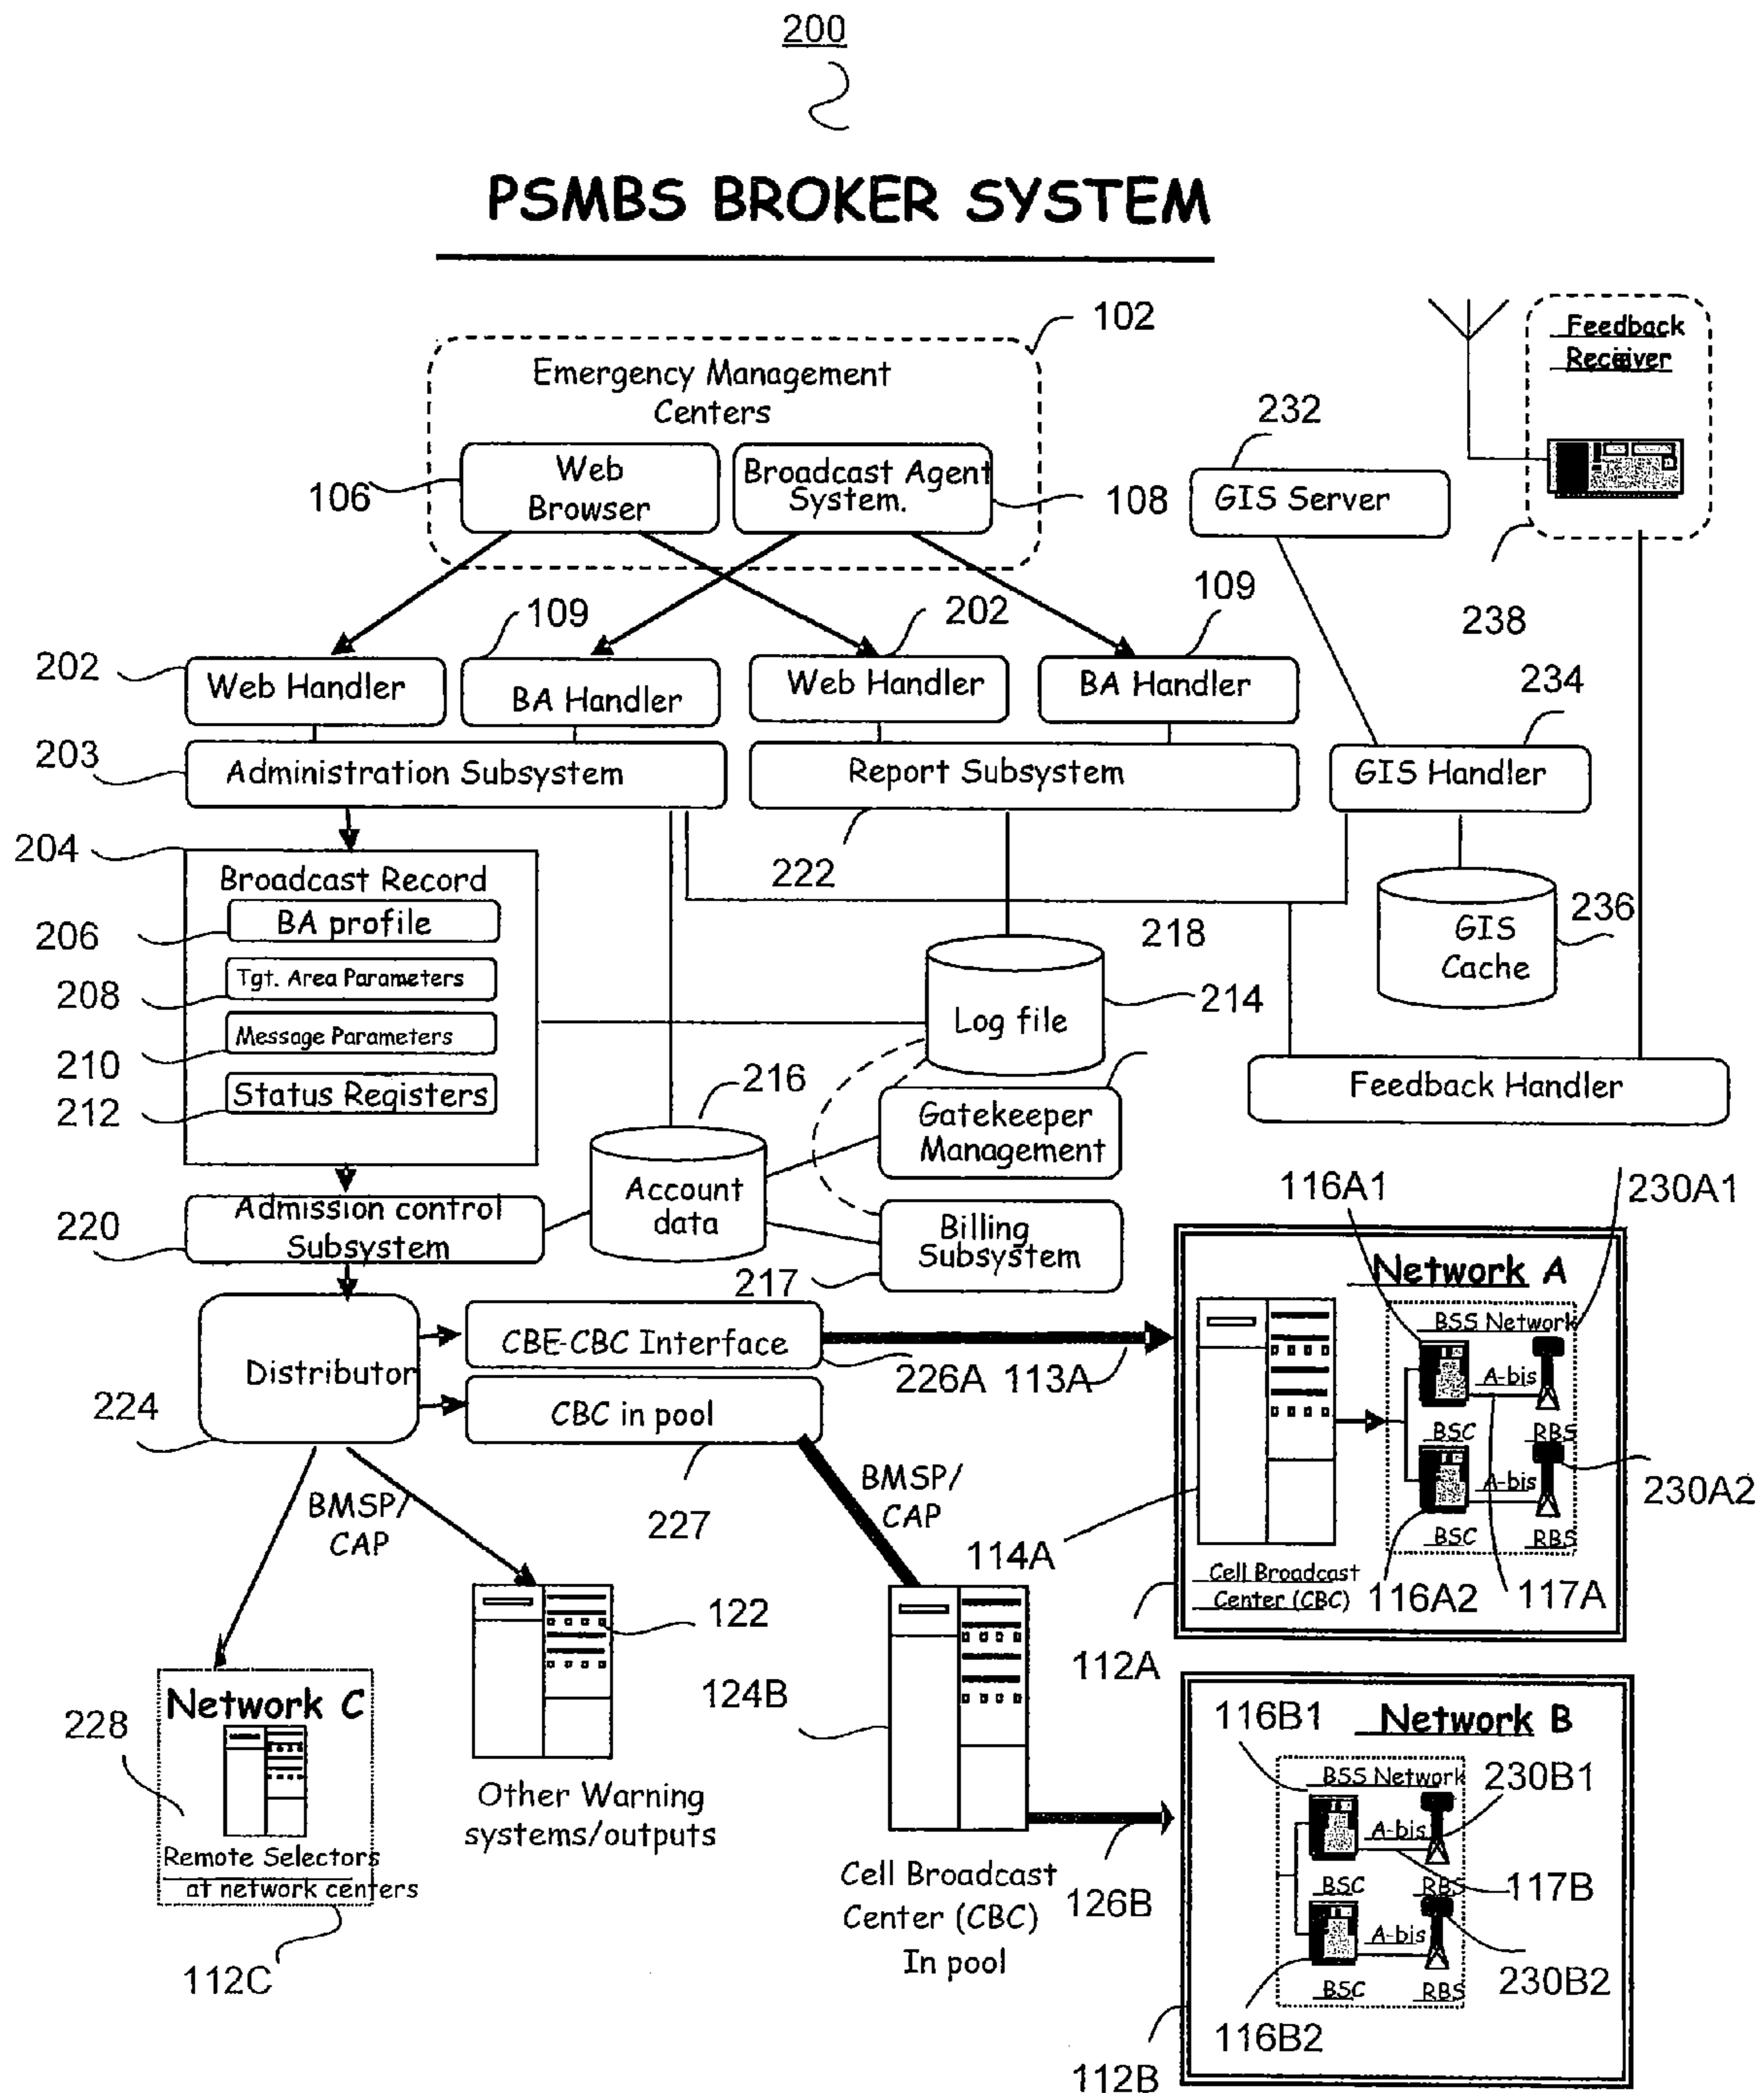 200
PSMBS BROKER SYSTEM
102
Emergency Management
Centers
Web
Browser
106
Broadcast Agent
System.
108
Feedback
Receiver
238
232
GIS Server
202
Web Handler
109
BA Handler
202
Web Handler
109
BA Handler
234
GIS Handler
203
Administration Subsystem
Report Subsystem
222
204
Broadcast Record
BA profile
206
Tgt. Area Parameters
208
Message Parameters
210
Status Registers
212
218
GIS
Cache
236
Log file
214
Feedback Handler
216
Account
data
Gatekeeper
Management
Billing
Subsystem
217
Admission control
Subsystem
220
Distributor
224
CBE-CBC Interface
226A
113A
CBC in pool
227
BMSP/
CAP
BMSP/
CAP
116A1
230A1
Network A
BSS Network
A-bis
BSC
RBS
A-bis
BSC
RBS
230A2
114A
Cell Broadcast
Center (CBC)
116A2
117A
112A
122
Other Warning
systems/outputs
124B
Cell Broadcast
Center (CBC)
In pool
126B
Network C
228
Remote Selectors
at network centers
112C
116B1
Network B
BSS Network
230B1
A-bis
BSC
RBS
117B
A-bis
BSC
RBS
230B2
116B2
112B